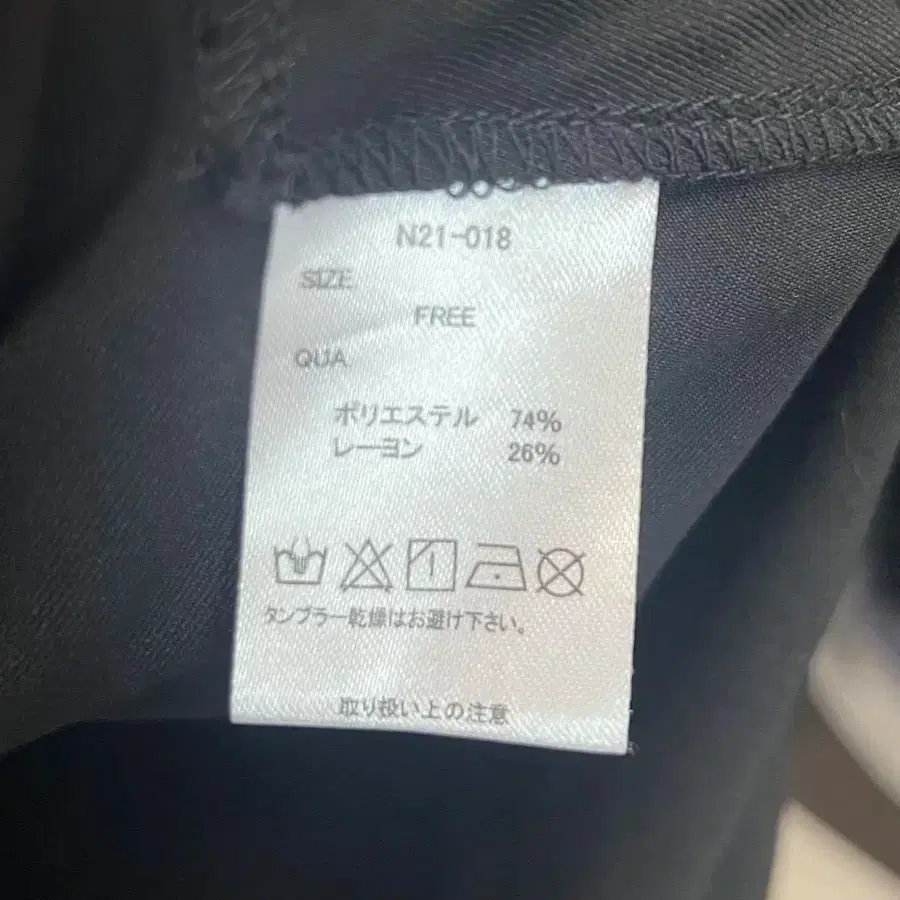 N21-018
SIZE.
FREE
QUA.
ポリエステル 74%
レーヨン 26%
タンブラー乾燥はお避け下さい。
取り扱い上の注意